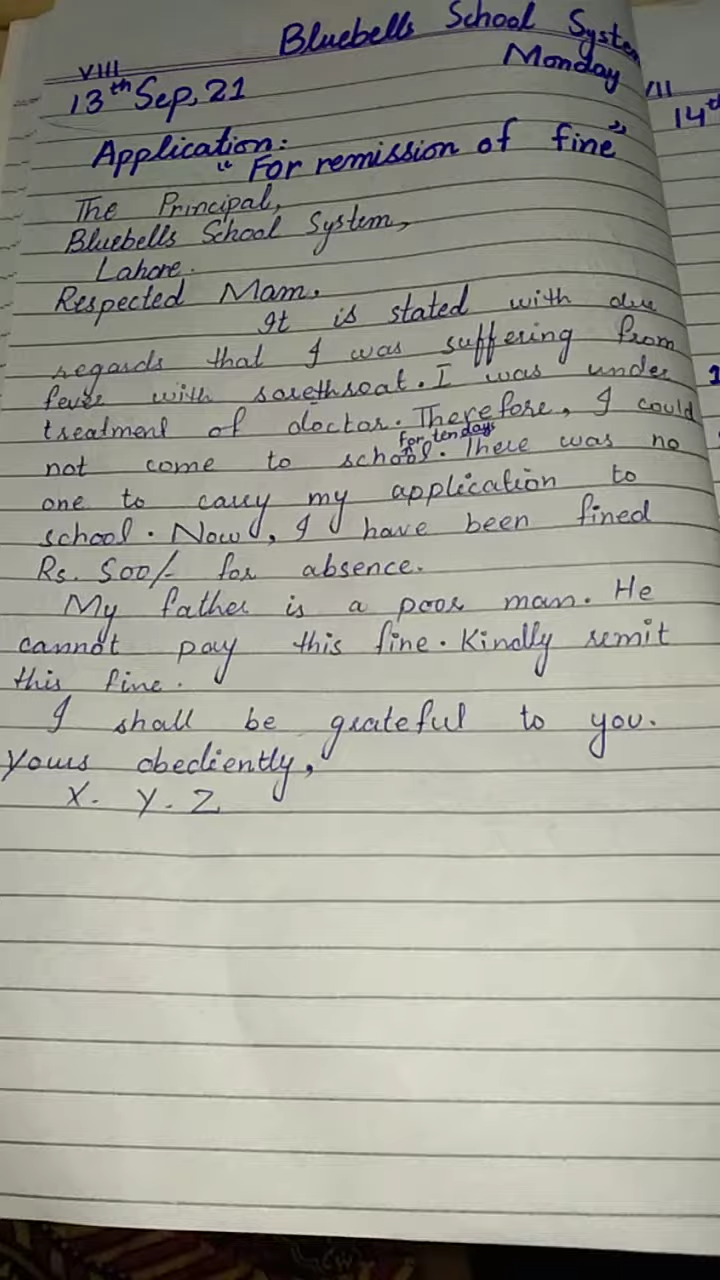 Bluebells School Syste
VIII
Monday
13th Sep, 21
III
14t
Application:
"For remission of fine"
The Principal,
Bluebells School System,
Lahore.
Respected Mam.
It is stated with due
regards that I was suffering from
fever with sorethroat. I was under
treatment of doctor. Therefore, I could
not come to school for ten days. There was no
one to carry my application to
school. Now, I have been fined
Rs. 500/- for absence.
My father is a poor man. He
cannot pay this fine. Kindly remit
this fine.
I shall be grateful to you.
Yours obediently,
X. Y. Z